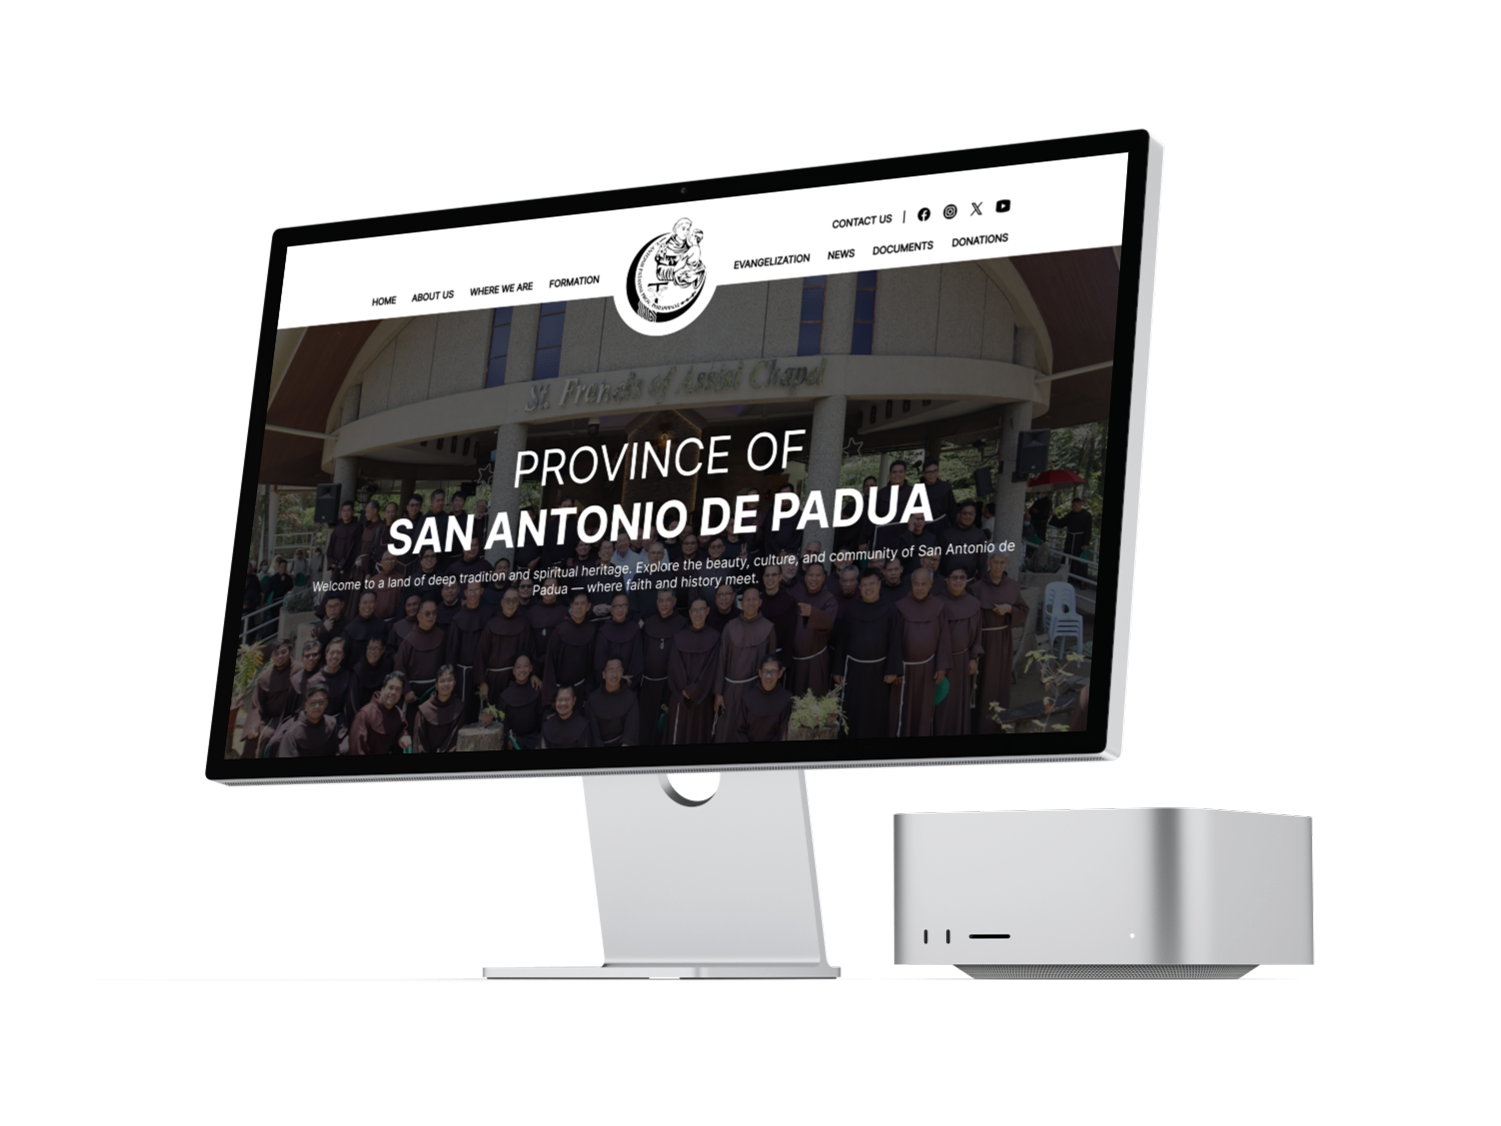 CONTACT US
HOME ABOUT US WHERE WE ARE FORMATION EVANGELIZATION NEWS DOCUMENTS DONATIONS
St. Francis of Assisi Chapel
PROVINCE OF
SAN ANTONIO DE PADUA
Welcome to a land of deep tradition and spiritual heritage. Explore the beauty, culture, and community of San Antonio de
Padua — where faith and history meet.